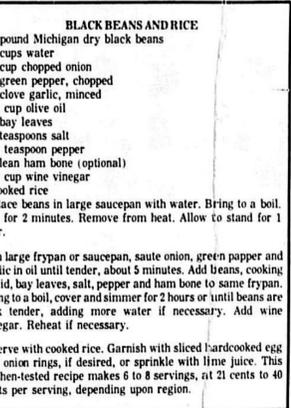 BLACK BEANS AND RICE
pound Michigan dry black beans
cups water
cup chopped onion
green pepper, chopped
clove garlic, minced
cup olive oil
bay leaves
teaspoons salt
teaspoon pepper
lean ham bone (optional)
cup wine vinegar
ooked rice
ace beans in large saucepan with water. Bring to a boil.
for 2 minutes. Remove from heat. Allow to stand for 1
r.
large frypan or saucepan, saute onion, green papper and
lic in oil until tender, about 5 minutes. Add beans, cooking
id, bay leaves, salt, pepper and ham bone to same frypan.
ng to a boil, cover and simmer for 2 hours or until beans are
tender, adding more water if necessary. Add wine
egar. Reheat if necessary.
erve with cooked rice. Garnish with sliced hardcooked egg
onion rings, if desired, or sprinkle with lime juice. This
hen-tested recipe makes 6 to 8 servings, at 21 cents to 40
ts per serving, depending upon region.